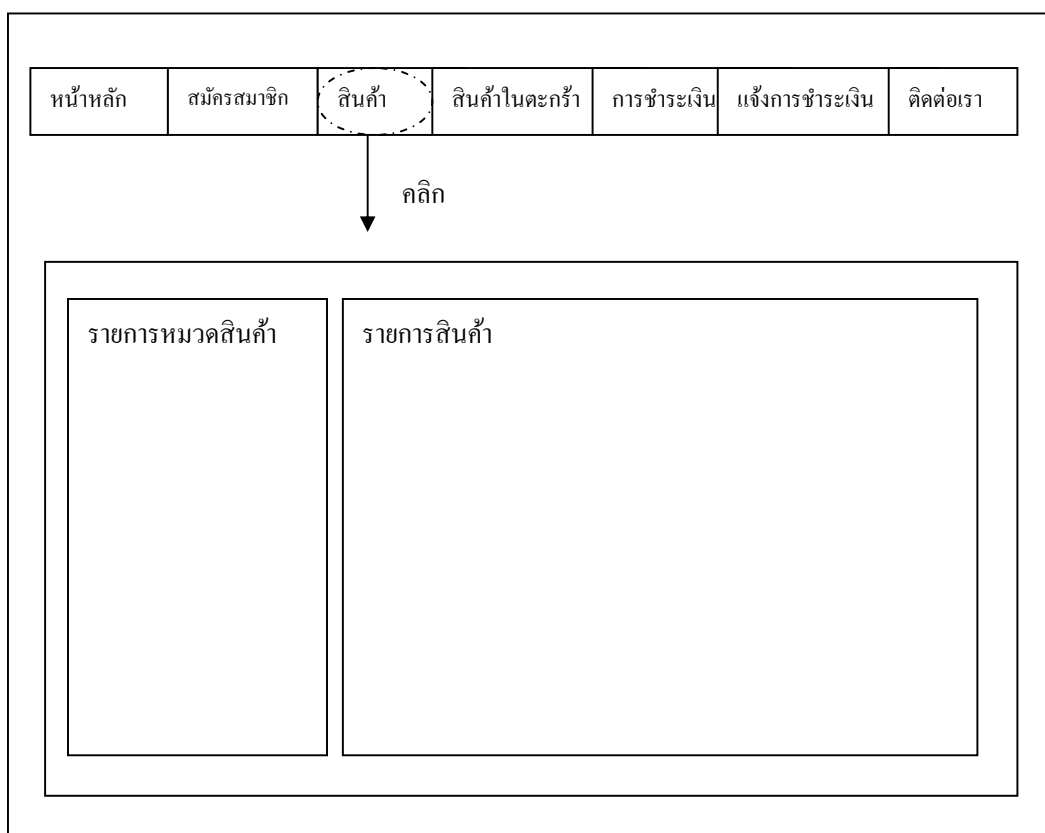 หน้าหลัก สมัครสมาชิก สินค้า สินค้าในตะกร้า การชำระเงิน แจ้งการชำระเงิน ติดต่อเรา
คลิก
รายการหมวดสินค้า รายการสินค้า